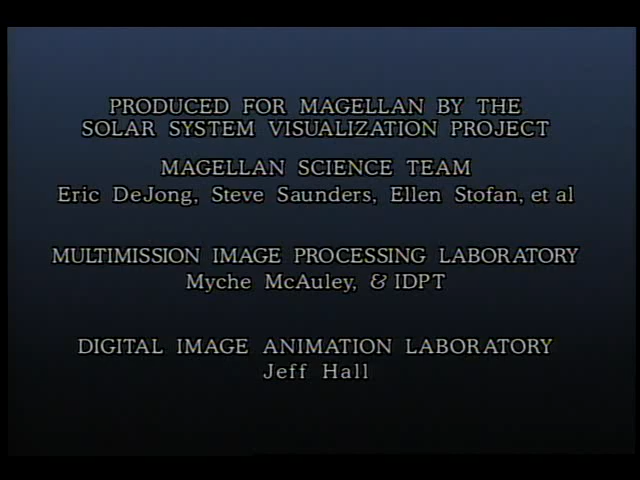 PRODUCED FOR MAGELLAN BY THE
SOLAR SYSTEM VISUALIZATION PROJECT
MAGELLAN SCIENCE TEAM
Eric DeJong, Steve Saunders, Ellen Stofan, et al
MULTIMISSION IMAGE PROCESSING LABORATORY
Myche McAuley, & IDPT
DIGITAL IMAGE ANIMATION LABORATORY
Jeff Hall